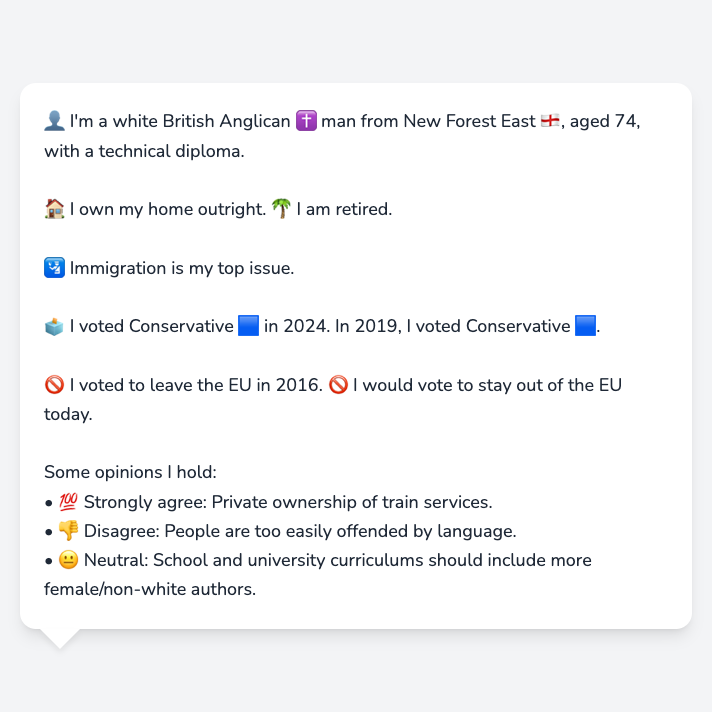 👤 I'm a white British Anglican ✝️ man from New Forest East 🏴󠁧󠁢󠁥󠁮󠁧󠁿, aged 74,
with a technical diploma.
🏠 I own my home outright. 🌴 I am retired.
🛂 Immigration is my top issue.
🗳️ I voted Conservative 🟦 in 2024. In 2019, I voted Conservative 🟦.
🚫 I voted to leave the EU in 2016. 🚫 I would vote to stay out of the EU
today.
Some opinions I hold:
• 💯 Strongly agree: Private ownership of train services.
• 👎 Disagree: People are too easily offended by language.
• 😐 Neutral: School and university curriculums should include more
female/non-white authors.